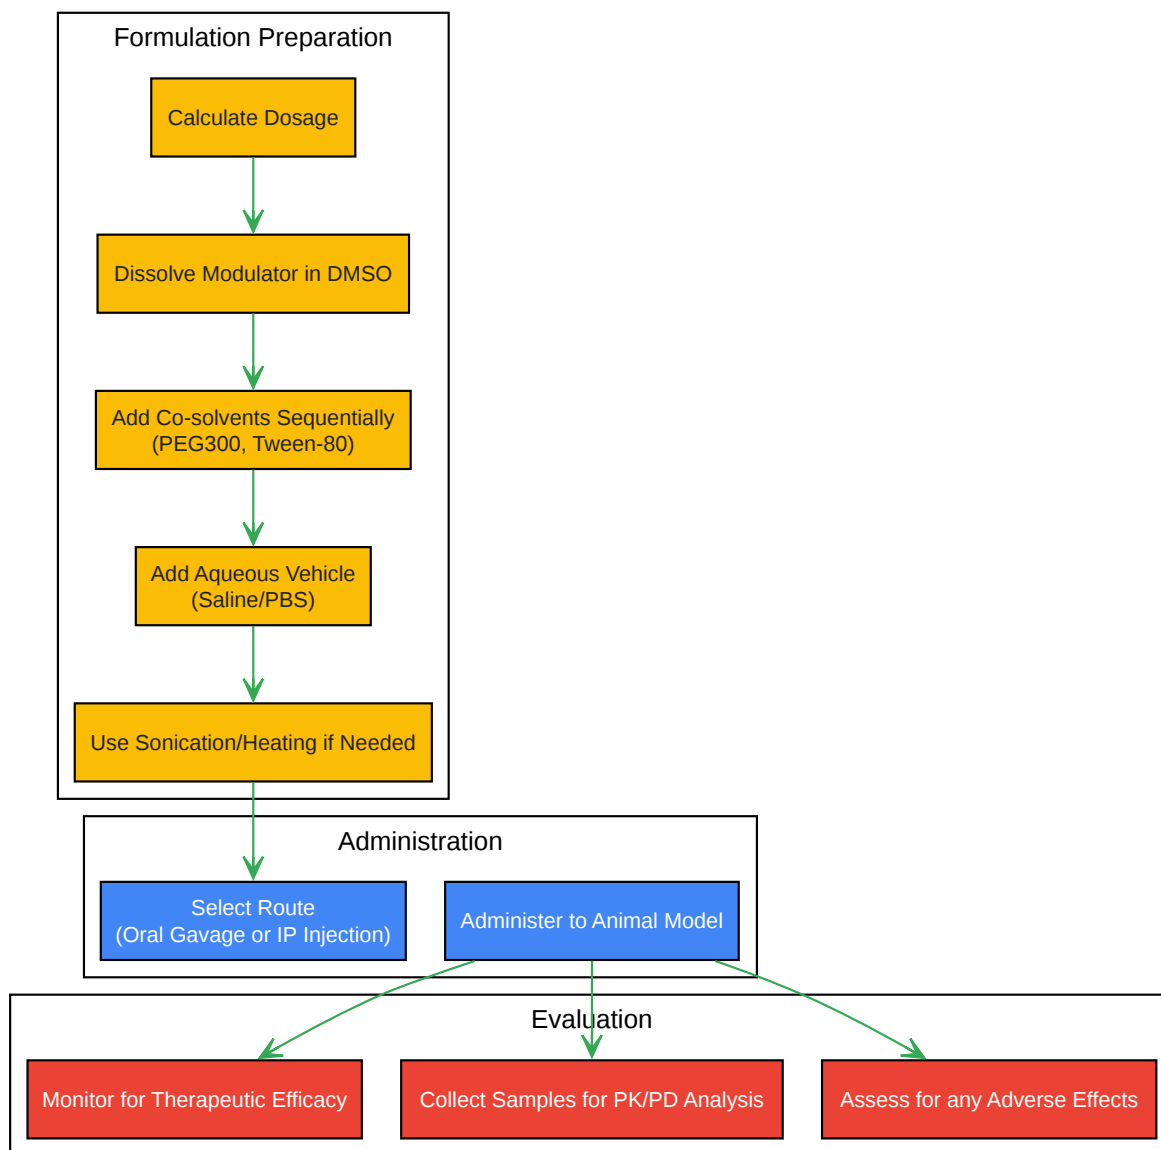 Formulation Preparation
Calculate Dosage
Dissolve Modulator in DMSO
Add Co-solvents Sequentially
(PEG300, Tween-80)
Add Aqueous Vehicle
(Saline/PBS)
Use Sonication/Heating if Needed
Administration
Select Route
(Oral Gavage or IP Injection)
Administer to Animal Model
Evaluation
Monitor for Therapeutic Efficacy
Collect Samples for PK/PD Analysis
Assess for any Adverse Effects